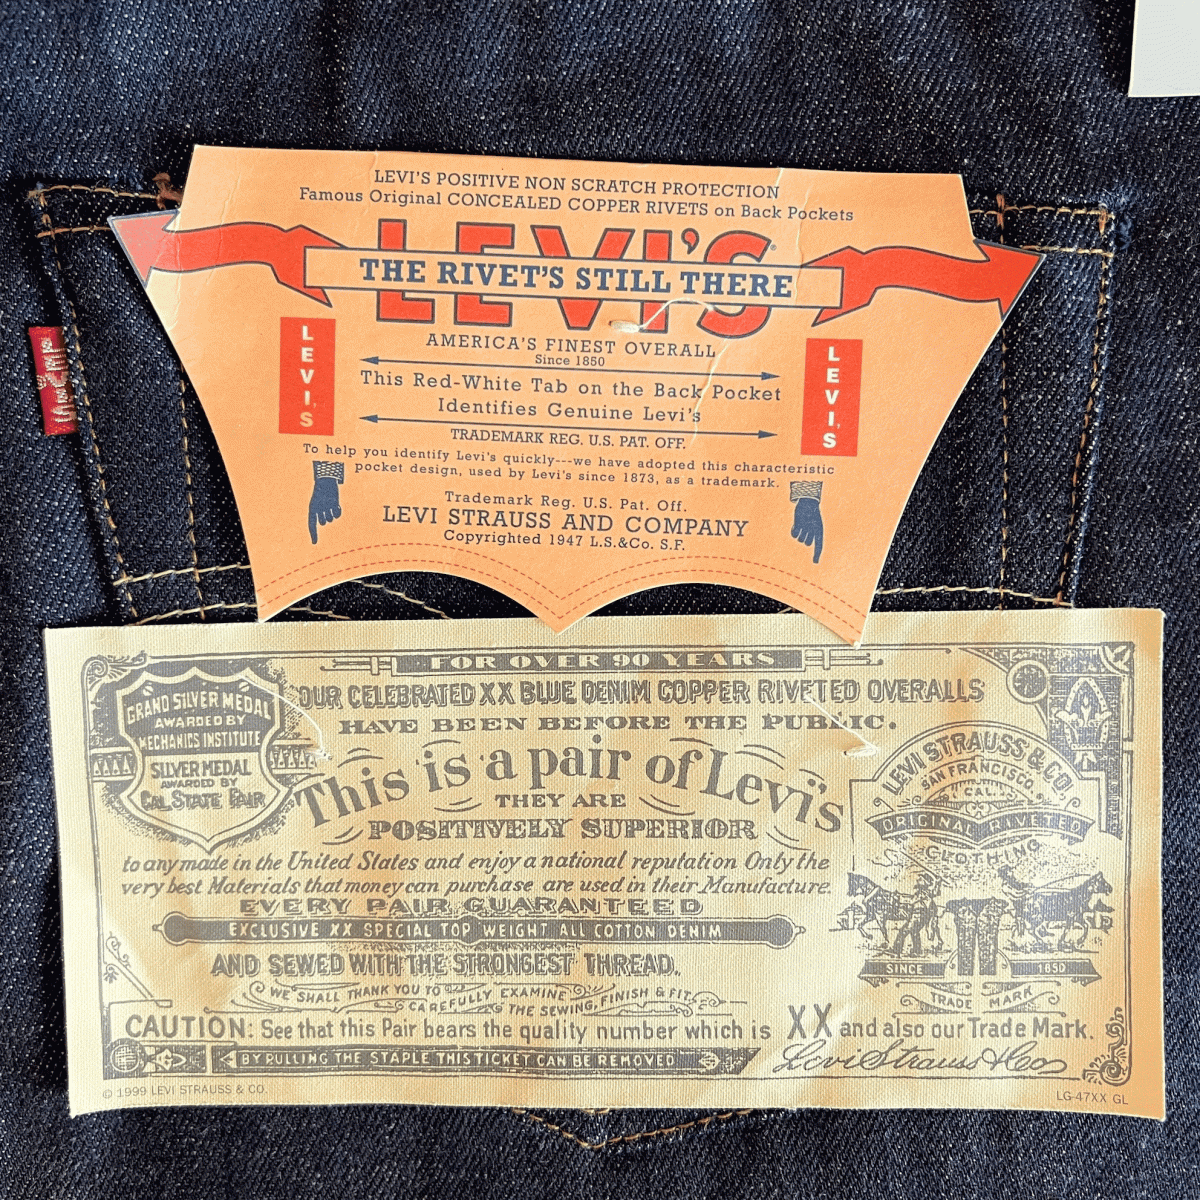 LEVI'S POSITIVE NON SCRATCH PROTECTION
Famous Original CONCEALED COPPER RIVETS on Back Pockets
LEVI'S®
THE RIVET'S STILL THERE
AMERICA'S FINEST OVERALL
Since 1850
This Red-White Tab on the Back Pocket
Identifies Genuine Levi's
TRADEMARK REG. U.S. PAT. OFF.
LEVI'S
LEVI'S
LEVI'S
To help you identify Levi's quickly---we have adopted this characteristic
pocket design, used by Levi's since 1873, as a trademark.
Trademark Reg. U.S. Pat. Off.
LEVI STRAUSS AND COMPANY
Copyrighted 1947 L.S.&Co. S.F.
FOR OVER 90 YEARS
OUR CELEBRATED XX BLUE DENIM COPPER RIVETED OVERALLS
HAVE BEEN BEFORE THE PUBLIC.
GRAND SILVER MEDAL
AWARDED BY
MECHANICS INSTITUTE
SILVER MEDAL
AWARDED BY
CAL. STATE FAIR
This is a pair of Levi's
THEY ARE
POSITIVELY SUPERIOR
to any made in the United States and enjoy a national reputation Only the
very best Materials that money can purchase are used in their Manufacture.
EVERY PAIR GUARANTEED
EXCLUSIVE XX SPECIAL TOP WEIGHT ALL COTTON DENIM
AND SEWED WITH THE STRONGEST THREAD.
WE SHALL THANK YOU TO
CAREFULLY EXAMINE
THE SEWING, FINISH & FIT
LEVI STRAUSS & CO.
SAN FRANCISCO,
CAL.
ORIGINAL RIVETED
CLOTHING
SINCE 1850
TRADE MARK
CAUTION: See that this Pair bears the quality number which is XX and also our Trade Mark.
BY PULLING THE STAPLE THIS TICKET CAN BE REMOVED
Levi Strauss & Co
© 1999 LEVI STRAUSS & CO.
LG-47XX GL